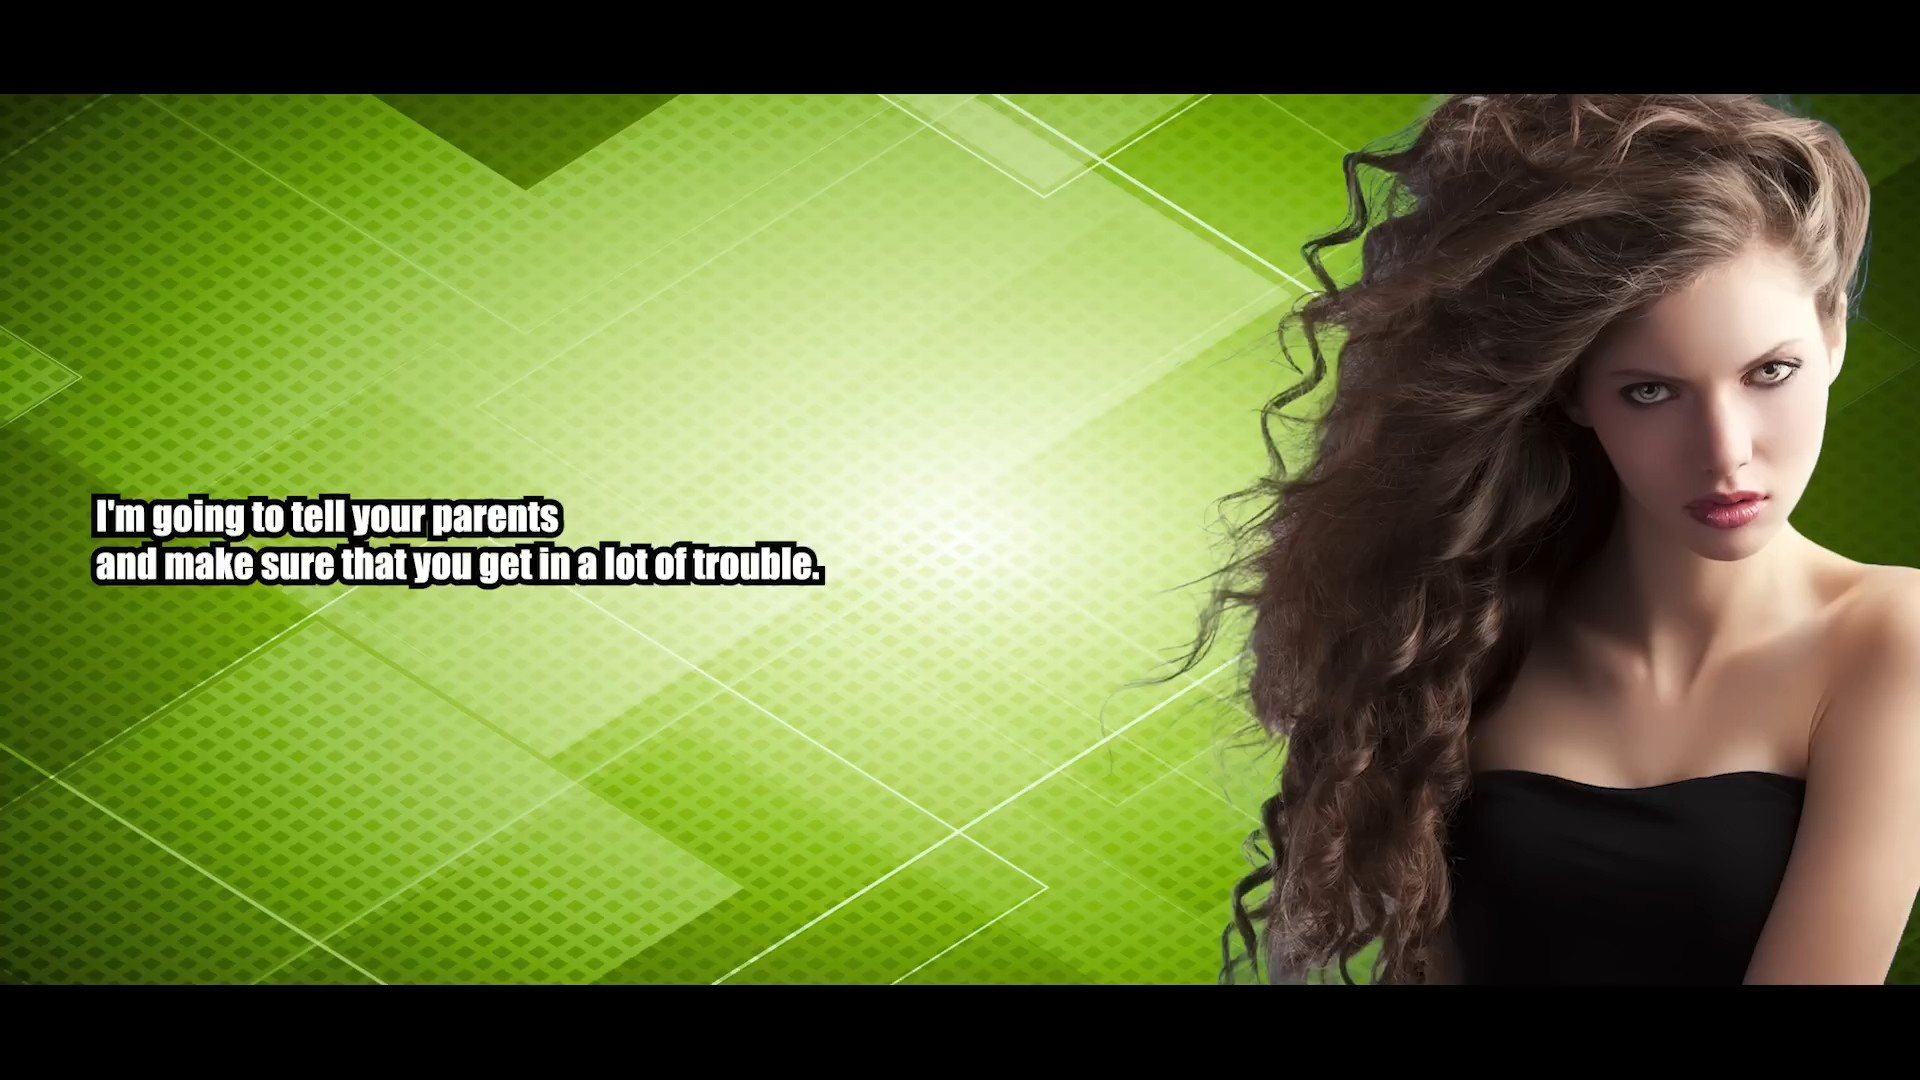 I'm going to tell your parents
and make sure that you get in a lot of trouble.